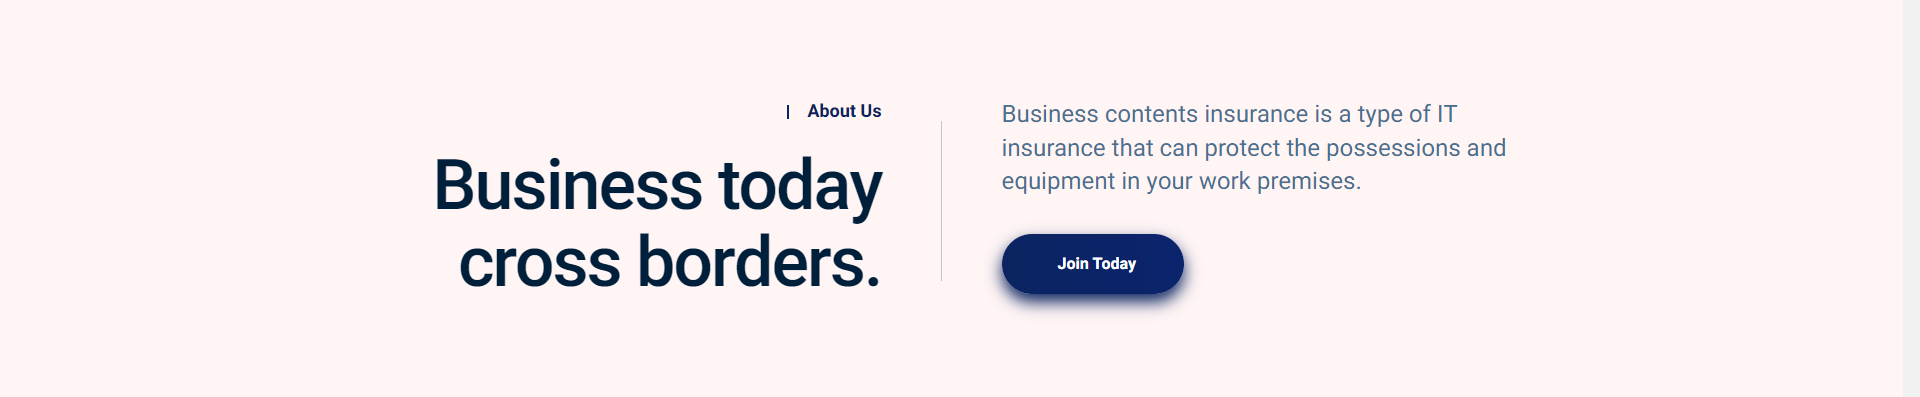 About Us
Business today
cross borders.
Business contents insurance is a type of IT
insurance that can protect the possessions and
equipment in your work premises.
Join Today